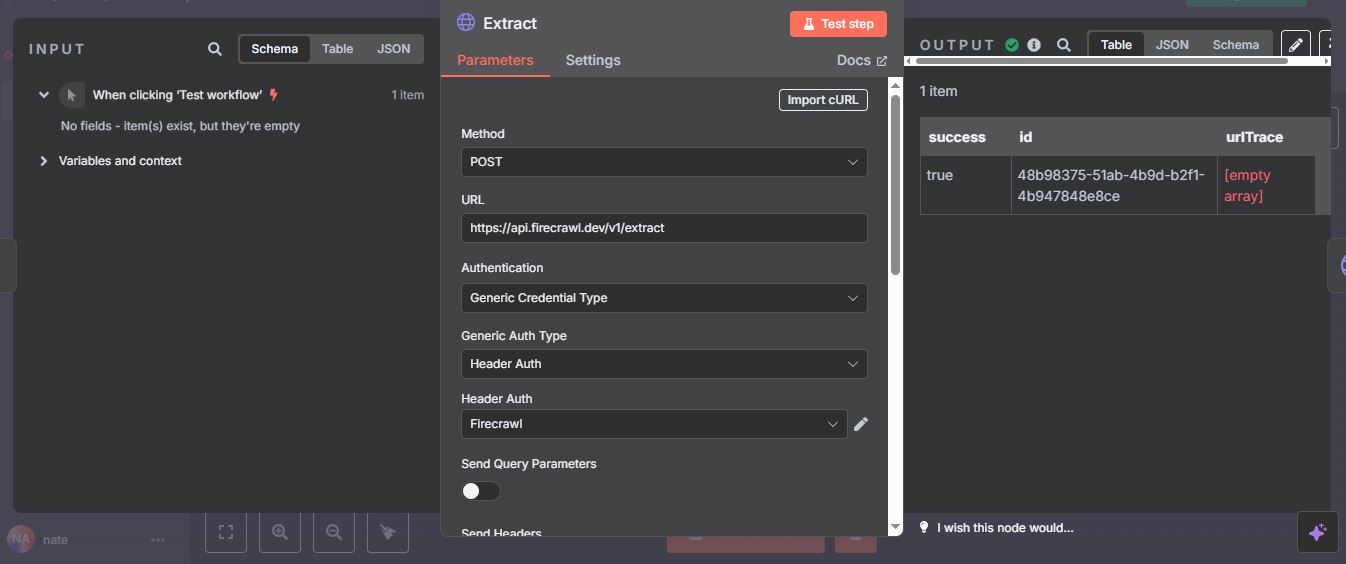 INPUT
Schema
Table
JSON
When clicking ‘Test workflow’
1 item
No fields - item(s) exist, but they're empty
Variables and context
Extract
Test step
Parameters
Settings
Docs
Import cURL
Method
POST
URL
https://api.firecrawl.dev/v1/extract
Authentication
Generic Credential Type
Generic Auth Type
Header Auth
Header Auth
Firecrawl
Send Query Parameters
Send Headers
OUTPUT
Table
JSON
Schema
1 item
success
id
urlTrace
true
48b98375-51ab-4b9d-b2f1-
4b947848e8ce
[empty
array]
I wish this node would...
NA
nate